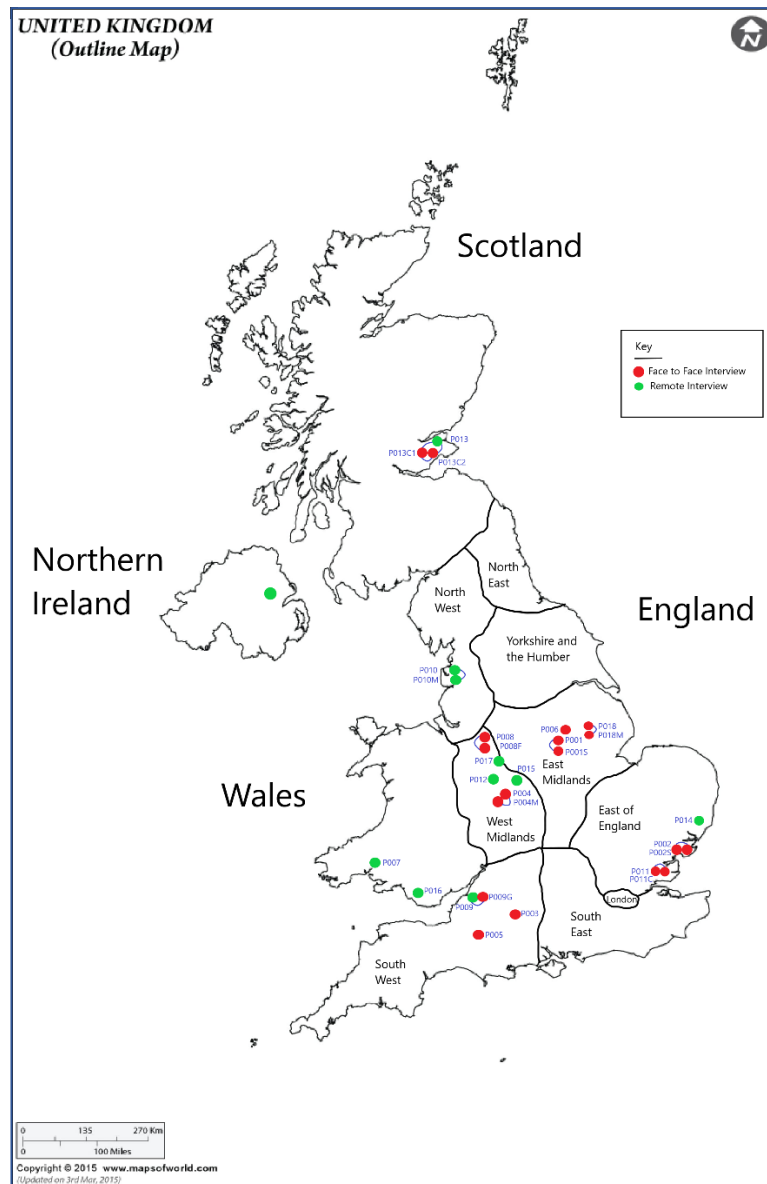 UNITED KINGDOM
(Outline Map)
N
Scotland
Key
Face to Face Interview
Remote Interview
P013
P013C1
P013C2
Northern
Ireland
North
East
North
West
England
Yorkshire and
the Humber
P010
P010M
P018
P006
P018M
P008
P001
P008F
P001S
P017
East
Midlands
P015
P012
Wales
P004
P004M
East of
England
P014
West
Midlands
P002
P002S
P007
P011
P011C
P016
P009G
P009
London
P003
South
East
P005
South
West
0 135 270 Km
0 100 Miles
Copyright © 2015 www.mapsofworld.com
(Updated on 3rd Mar, 2015)